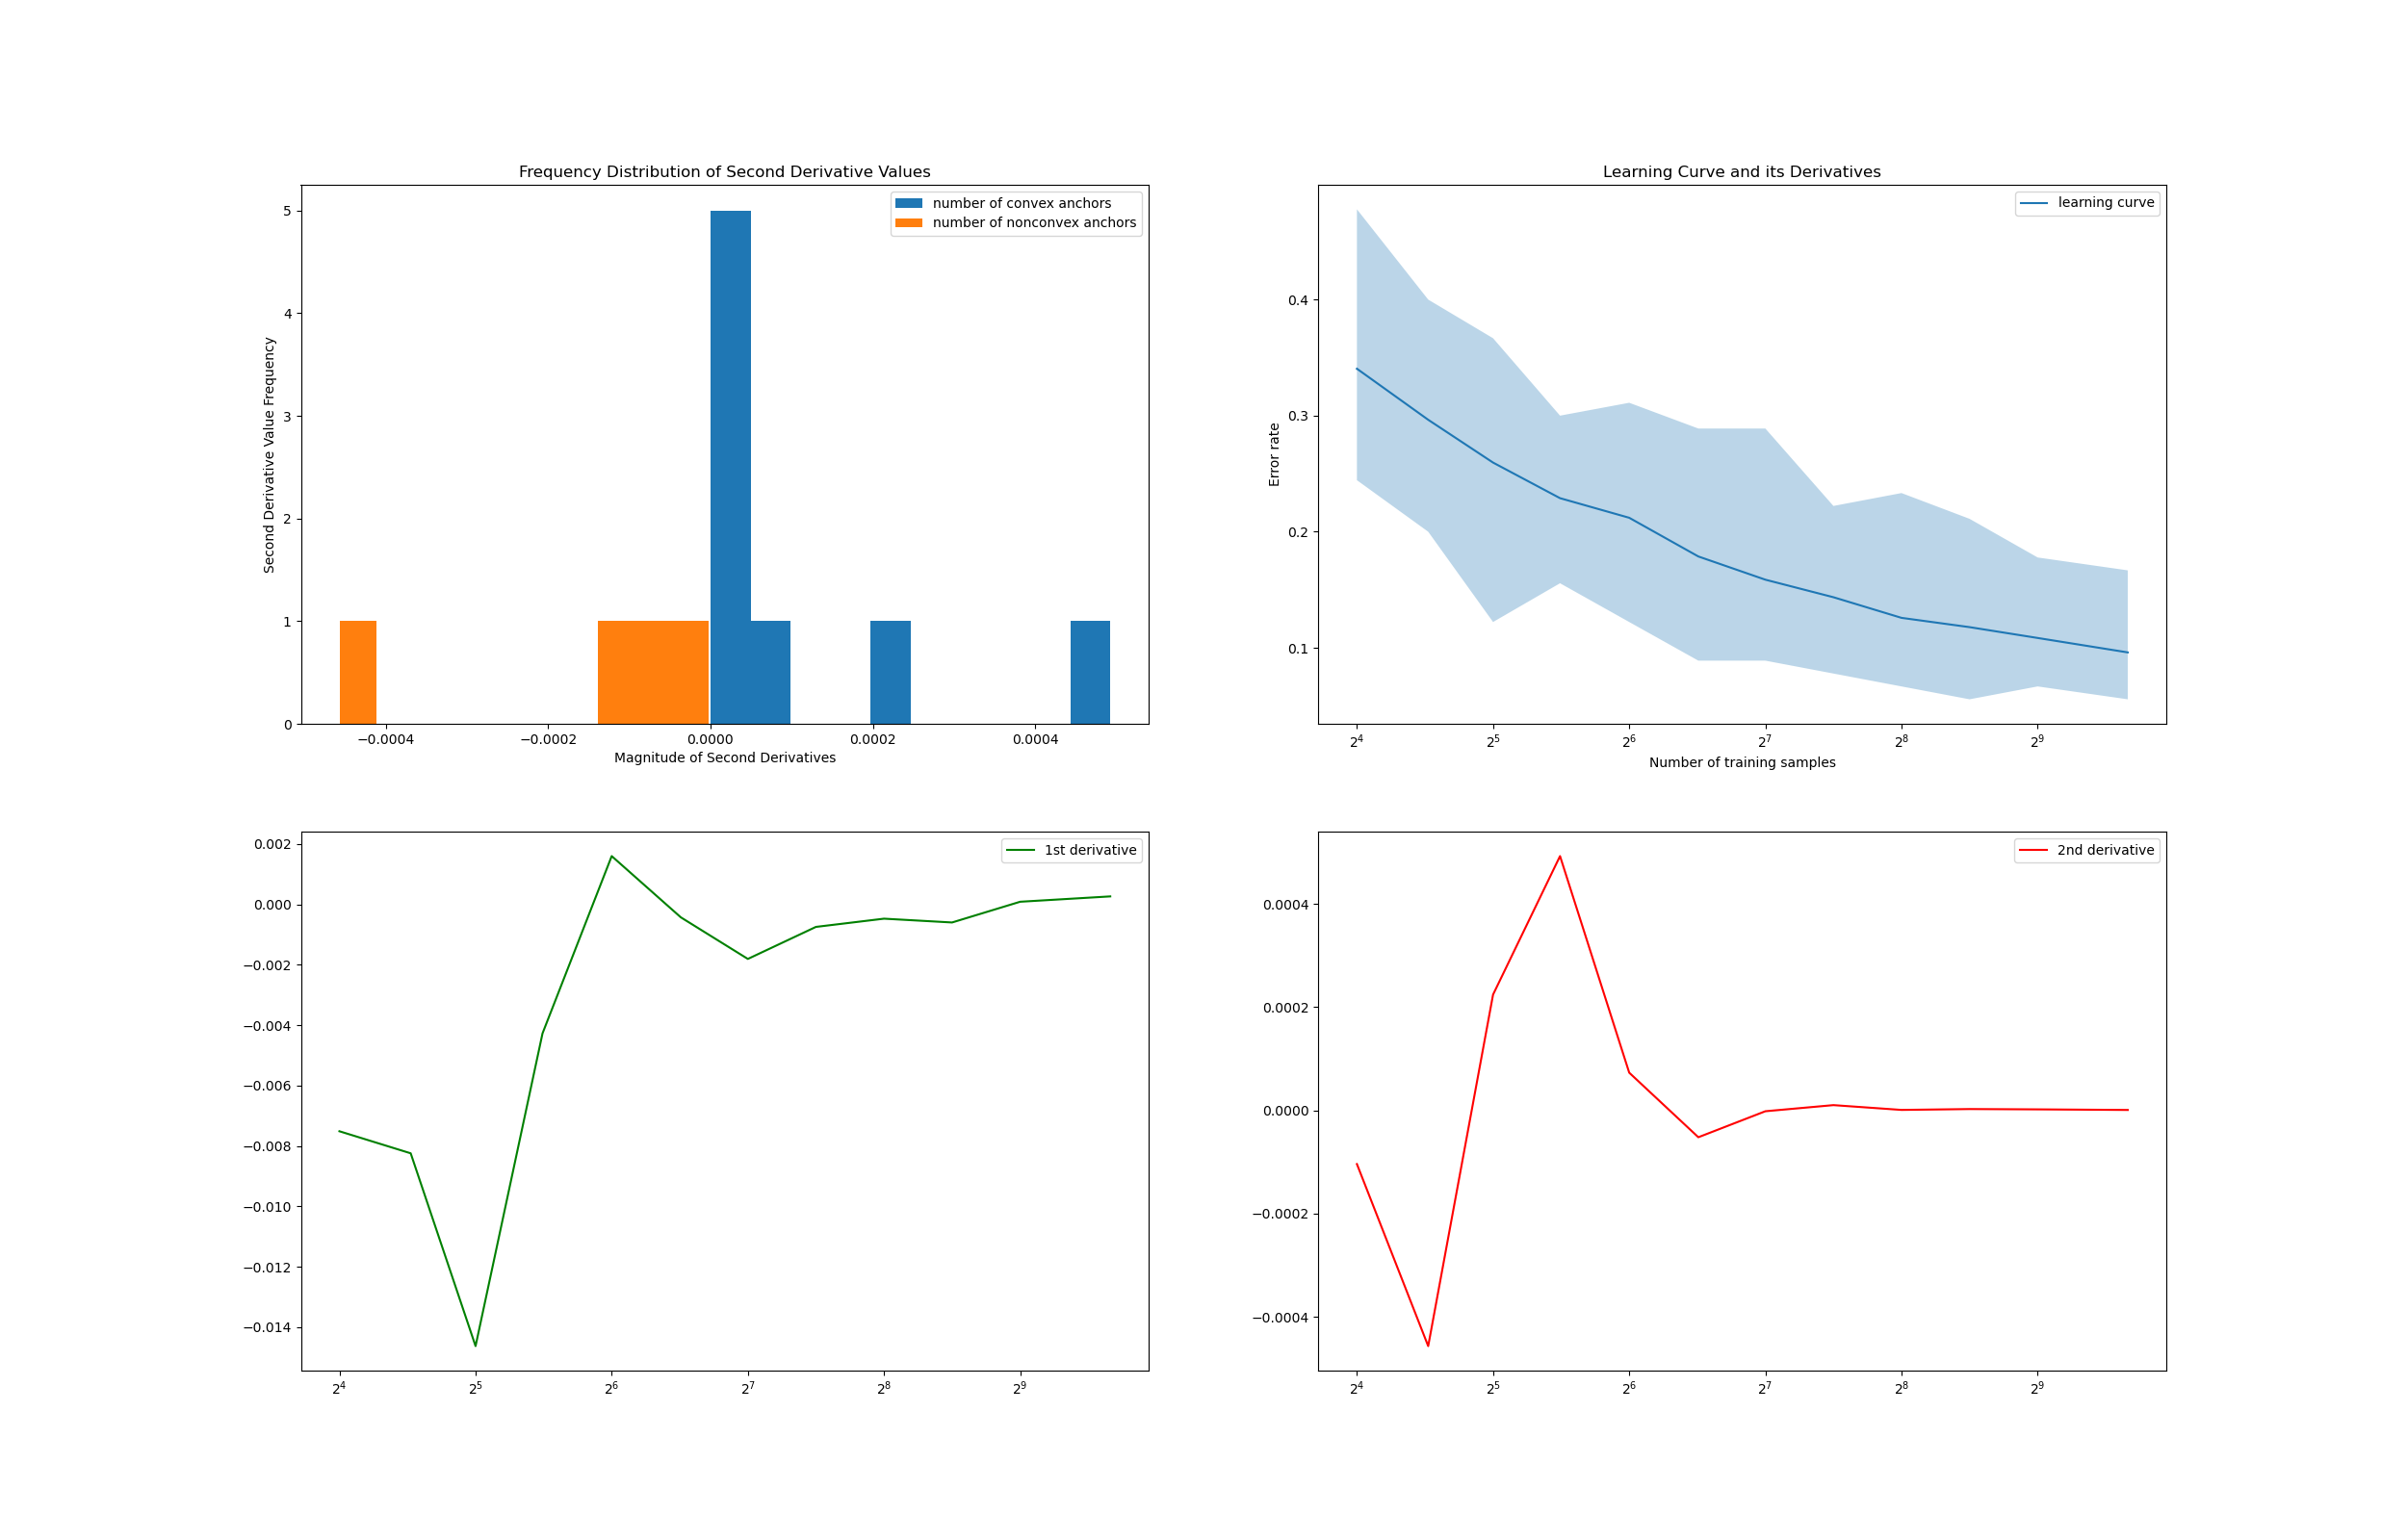 Frequency Distribution of Second Derivative Values
number of convex anchors
number of nonconvex anchors
Second Derivative Value Frequency
5
4
3
2
1
0
−0.0004 −0.0002 0.0000 0.0002 0.0004
Magnitude of Second Derivatives
Learning Curve and its Derivatives
learning curve
Error rate
0.4
0.3
0.2
0.1
2⁴ 2⁵ 2⁶ 2⁷ 2⁸ 2⁹
Number of training samples
1st derivative
0.002
0.000
−0.002
−0.004
−0.006
−0.008
−0.010
−0.012
−0.014
2⁴ 2⁵ 2⁶ 2⁷ 2⁸ 2⁹
2nd derivative
0.0004
0.0002
0.0000
−0.0002
−0.0004
2⁴ 2⁵ 2⁶ 2⁷ 2⁸ 2⁹